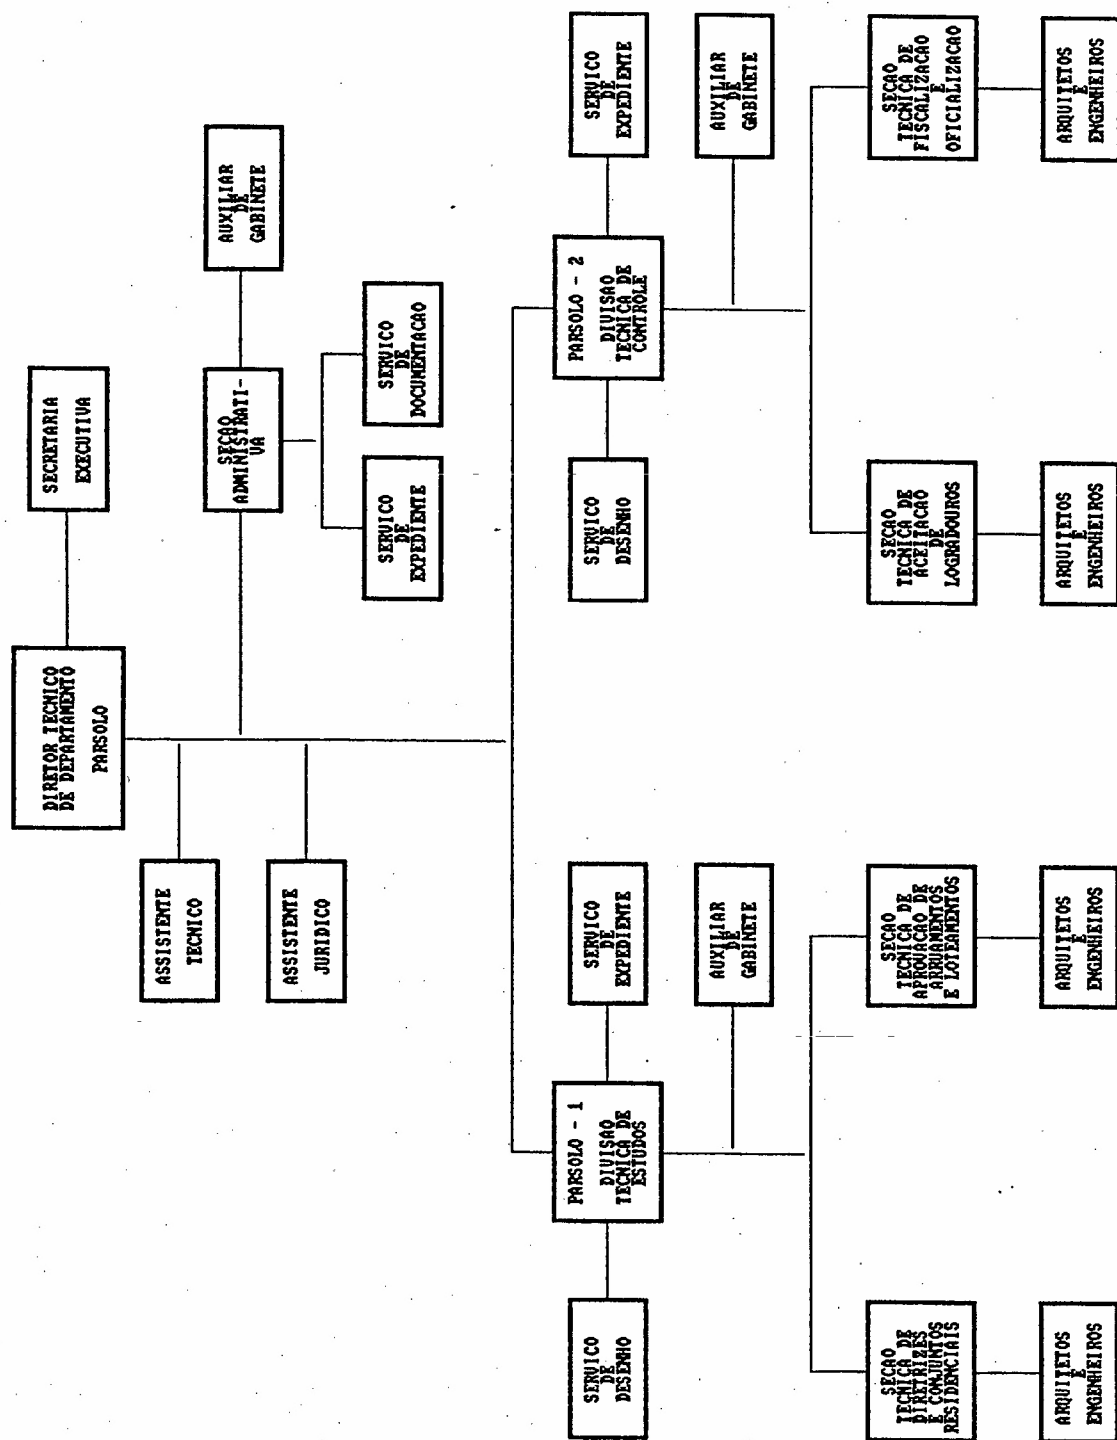 DIRETOR TECNICO
DE DEPARTAMENTO
PARSOLO
SECRETARIA
EXECUTIVA
ASSISTENTE
TECNICO
ASSISTENTE
JURIDICO
SECAO
ADMINISTRATI-
VA
AUXILIAR
DE
GABINETE
SERVICO
DE
EXPEDIENTE
SERVICO
DE
DOCUMENTACAO
PARSOLO - 1
DIVISAO
TECNICA DE
ESTUDOS
SERVICO
DE
DESENHO
SERVICO
DE
EXPEDIENTE
AUXILIAR
DE
GABINETE
SECAO
TECNICA DE
DIRETRIZES
E CONJUNTOS
RESIDENCIAIS
ARQUITETOS
E
ENGENHEIROS
SECAO
TECNICA DE
APROVACAO DE
ARRUAMENTOS
E LOTEAMENTOS
ARQUITETOS
E
ENGENHEIROS
PARSOLO - 2
DIVISAO
TECNICA DE
CONTROLE
SERVICO
DE
DESENHO
SERVICO
DE
EXPEDIENTE
AUXILIAR
DE
GABINETE
SECAO
TECNICA DE
ACEITACAO
DE
LOGRADOUROS
ARQUITETOS
E
ENGENHEIROS
SECAO
TECNICA DE
FISCALIZACAO
E
OFICIALIZACAO
ARQUITETOS
E
ENGENHEIROS